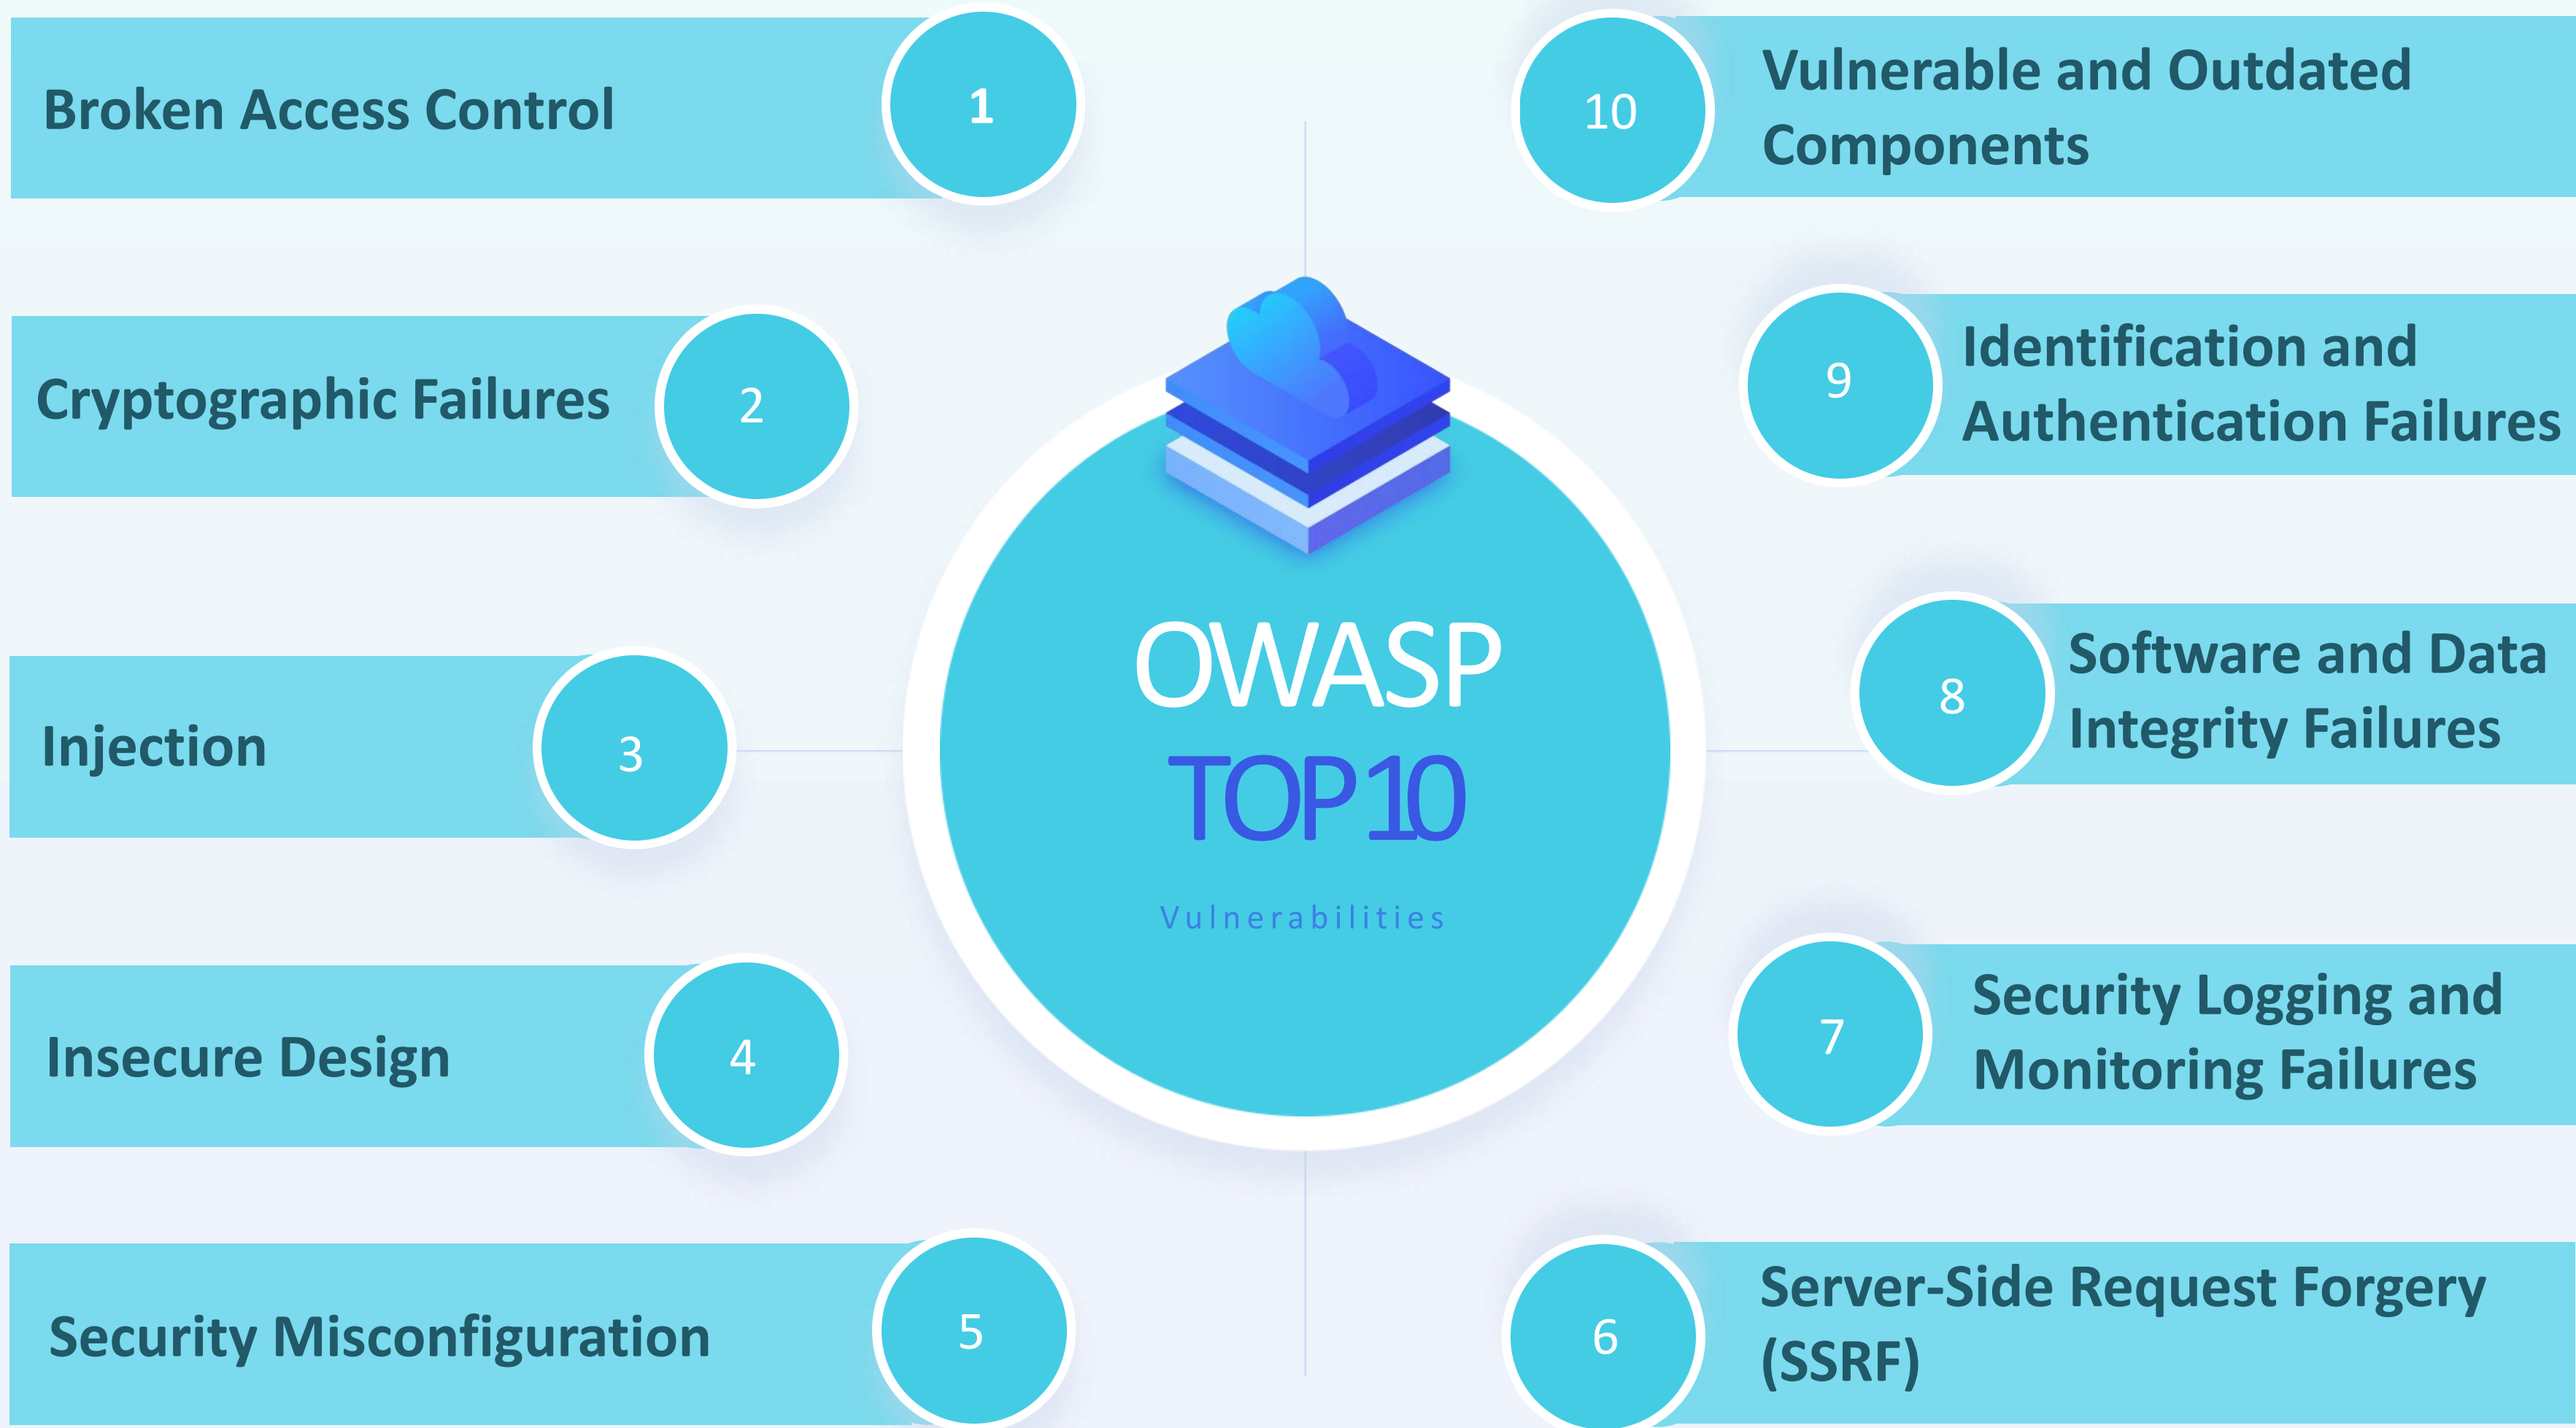 Broken Access Control
1
Cryptographic Failures
2
Injection
3
Insecure Design
4
Security Misconfiguration
5
OWASP
TOP10
Vulnerabilities
10
Vulnerable and Outdated
Components
9
Identification and
Authentication Failures
8
Software and Data
Integrity Failures
7
Security Logging and
Monitoring Failures
6
Server-Side Request Forgery
(SSRF)